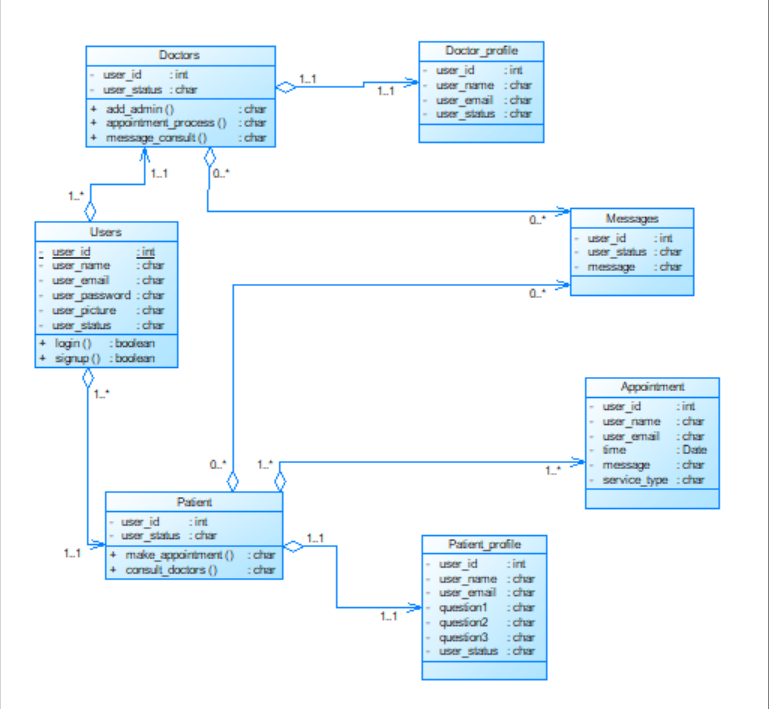 Doctors
- user_id : int
- user_status : char
+ add_admin () : char
+ appointment_process () : char
+ message_consult () : char
Doctor_profile
- user_id : int
- user_name : char
- user_email : char
- user_status : char
1..1
1..1
1..1
0..*
1..*
0..*
Users
- user_id : int
- user_name : char
- user_email : char
- user_password : char
- user_picture : char
- user_status : char
+ login () : boolean
+ signup () : boolean
Messages
- user_id : int
- user_status : char
- message : char
0..*
1..*
Appointment
- user_id : int
- user_name : char
- user_email : char
- time : Date
- message : char
- service_type : char
0..*
1..*
1..*
Patient
- user_id : int
- user_status : char
+ make_appointment () : char
+ consult_doctors () : char
1..1
1..1
1..1
Patient_profile
- user_id : int
- user_name : char
- user_email : char
- question1 : char
- question2 : char
- question3 : char
- user_status : char